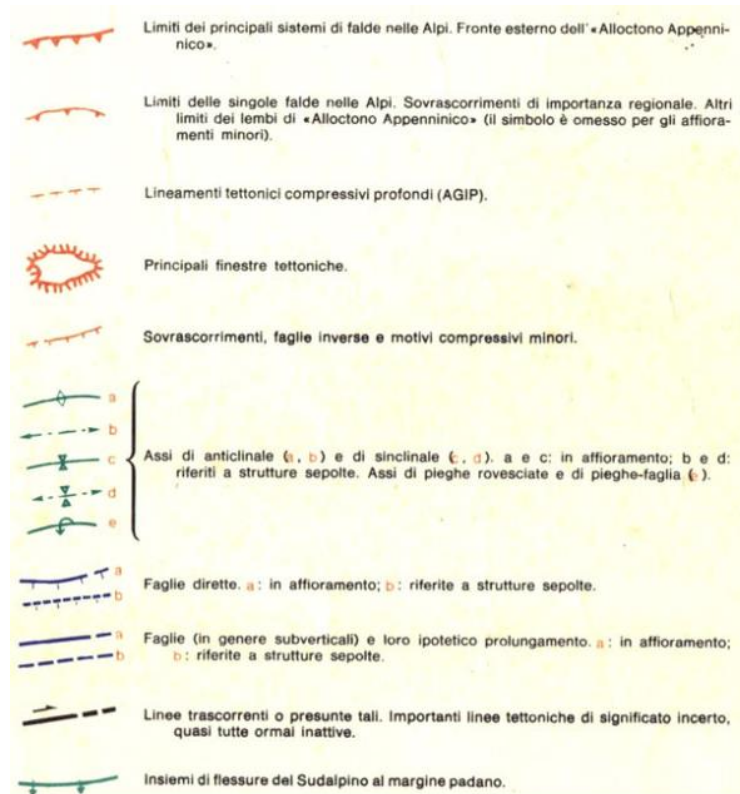 Limiti dei principali sistemi di falde nelle Alpi. Fronte esterno dell'«Alloctono Appenni-
nico».
Limiti delle singole falde nelle Alpi. Sovrascorrimenti di importanza regionale. Altri
limiti dei lembi di «Alloctono Appenninico» (il simbolo è omesso per gli affiora-
menti minori).
Lineamenti tettonici compressivi profondi (AGIP).
Principali finestre tettoniche.
Sovrascorrimenti, faglie inverse e motivi compressivi minori.
a
b
c
d
e
Assi di anticlinale (a, b) e di sinclinale (c, d). a e c: in affioramento; b e d:
riferiti a strutture sepolte. Assi di pieghe rovesciate e di pieghe-faglia (e).
a
b
Faglie dirette. a: in affioramento; b: riferite a strutture sepolte.
a
b
Faglie (in genere subverticali) e loro ipotetico prolungamento. a: in affioramento;
b: riferite a strutture sepolte.
Linee trascorrenti o presunte tali. Importanti linee tettoniche di significato incerto,
quasi tutte ormai inattive.
Insiemi di flessure del Sudalpino al margine padano.